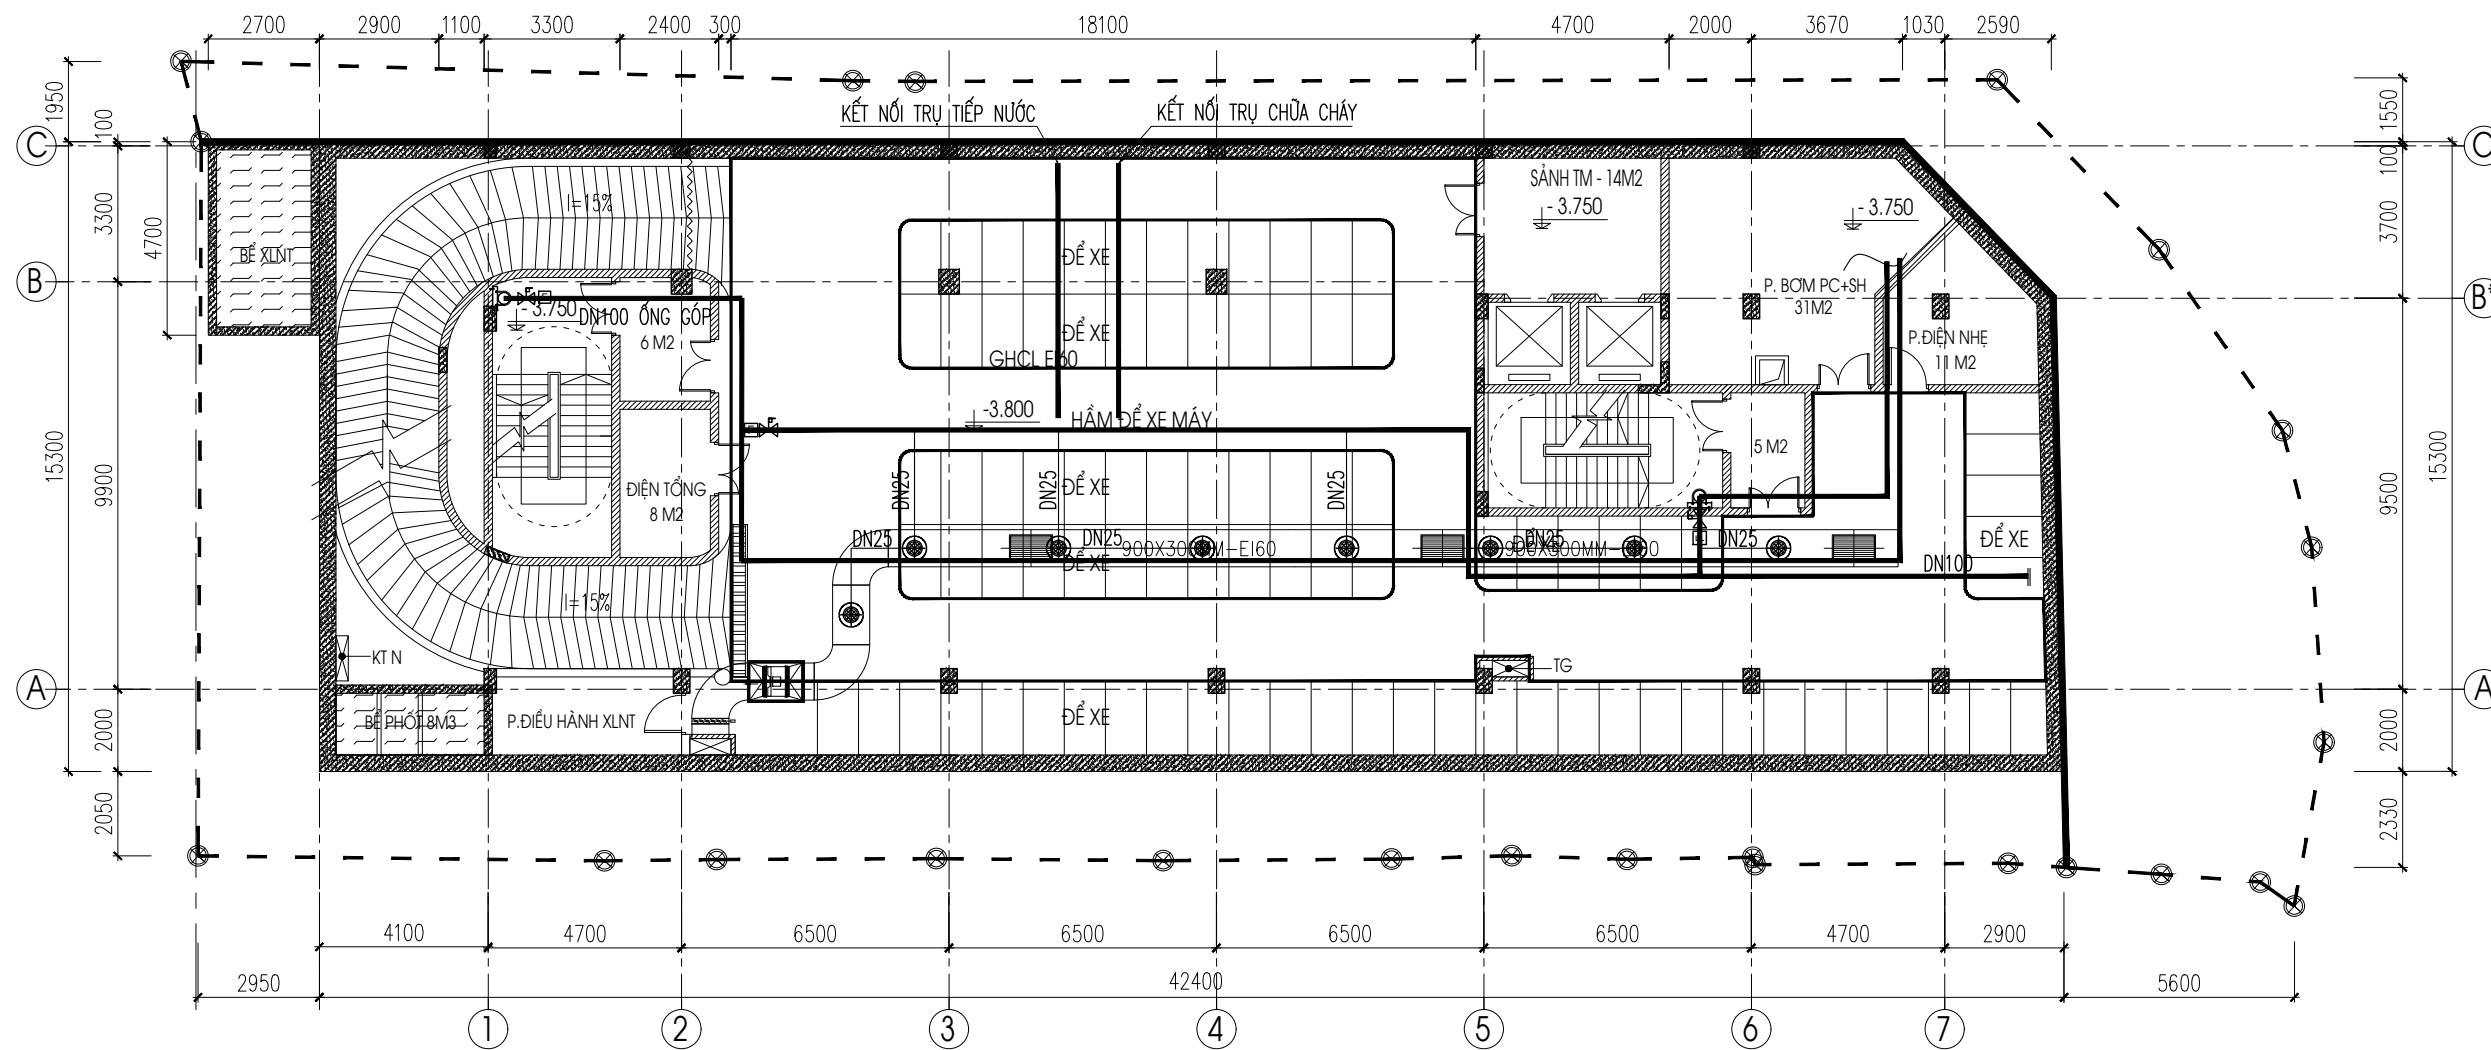 2700 2900 1100 3300 2400 300 18100 4700 2000 3670 1030 2590
1950
100
3300
4700
15300
9900
2000
2050
C
B
A
KẾT NỐI TRỤ TIẾP NƯỚC
KẾT NỐI TRỤ CHỮA CHÁY
I=15%
SẢNH TM - 14M2
- 3.750
- 3.750
BỂ XLNT
ĐỂ XE
P. BƠM PC+SH
31M2
- 3.750
DN100 ỐNG GÓP
6 M2
ĐỂ XE
GHCL EI60
P.ĐIỆN NHẸ
11 M2
-3.800
HẦM ĐỂ XE MÁY
5 M2
ĐIỆN TỔNG
8 M2
DN25
ĐỂ XE
DN25
DN25
DN25
DN25
DN25
DN25
ĐỂ XE
ĐỂ XE
DN100
I=15%
KT N
TG
BỂ PHỐT 8M3
P.ĐIỀU HÀNH XLNT
ĐỂ XE
1550
100
3700
9500
15300
2000
2330
C
A
4100 4700 6500 6500 6500 6500 4700 2900
2950 42400 5600
1 2 3 4 5 6 7